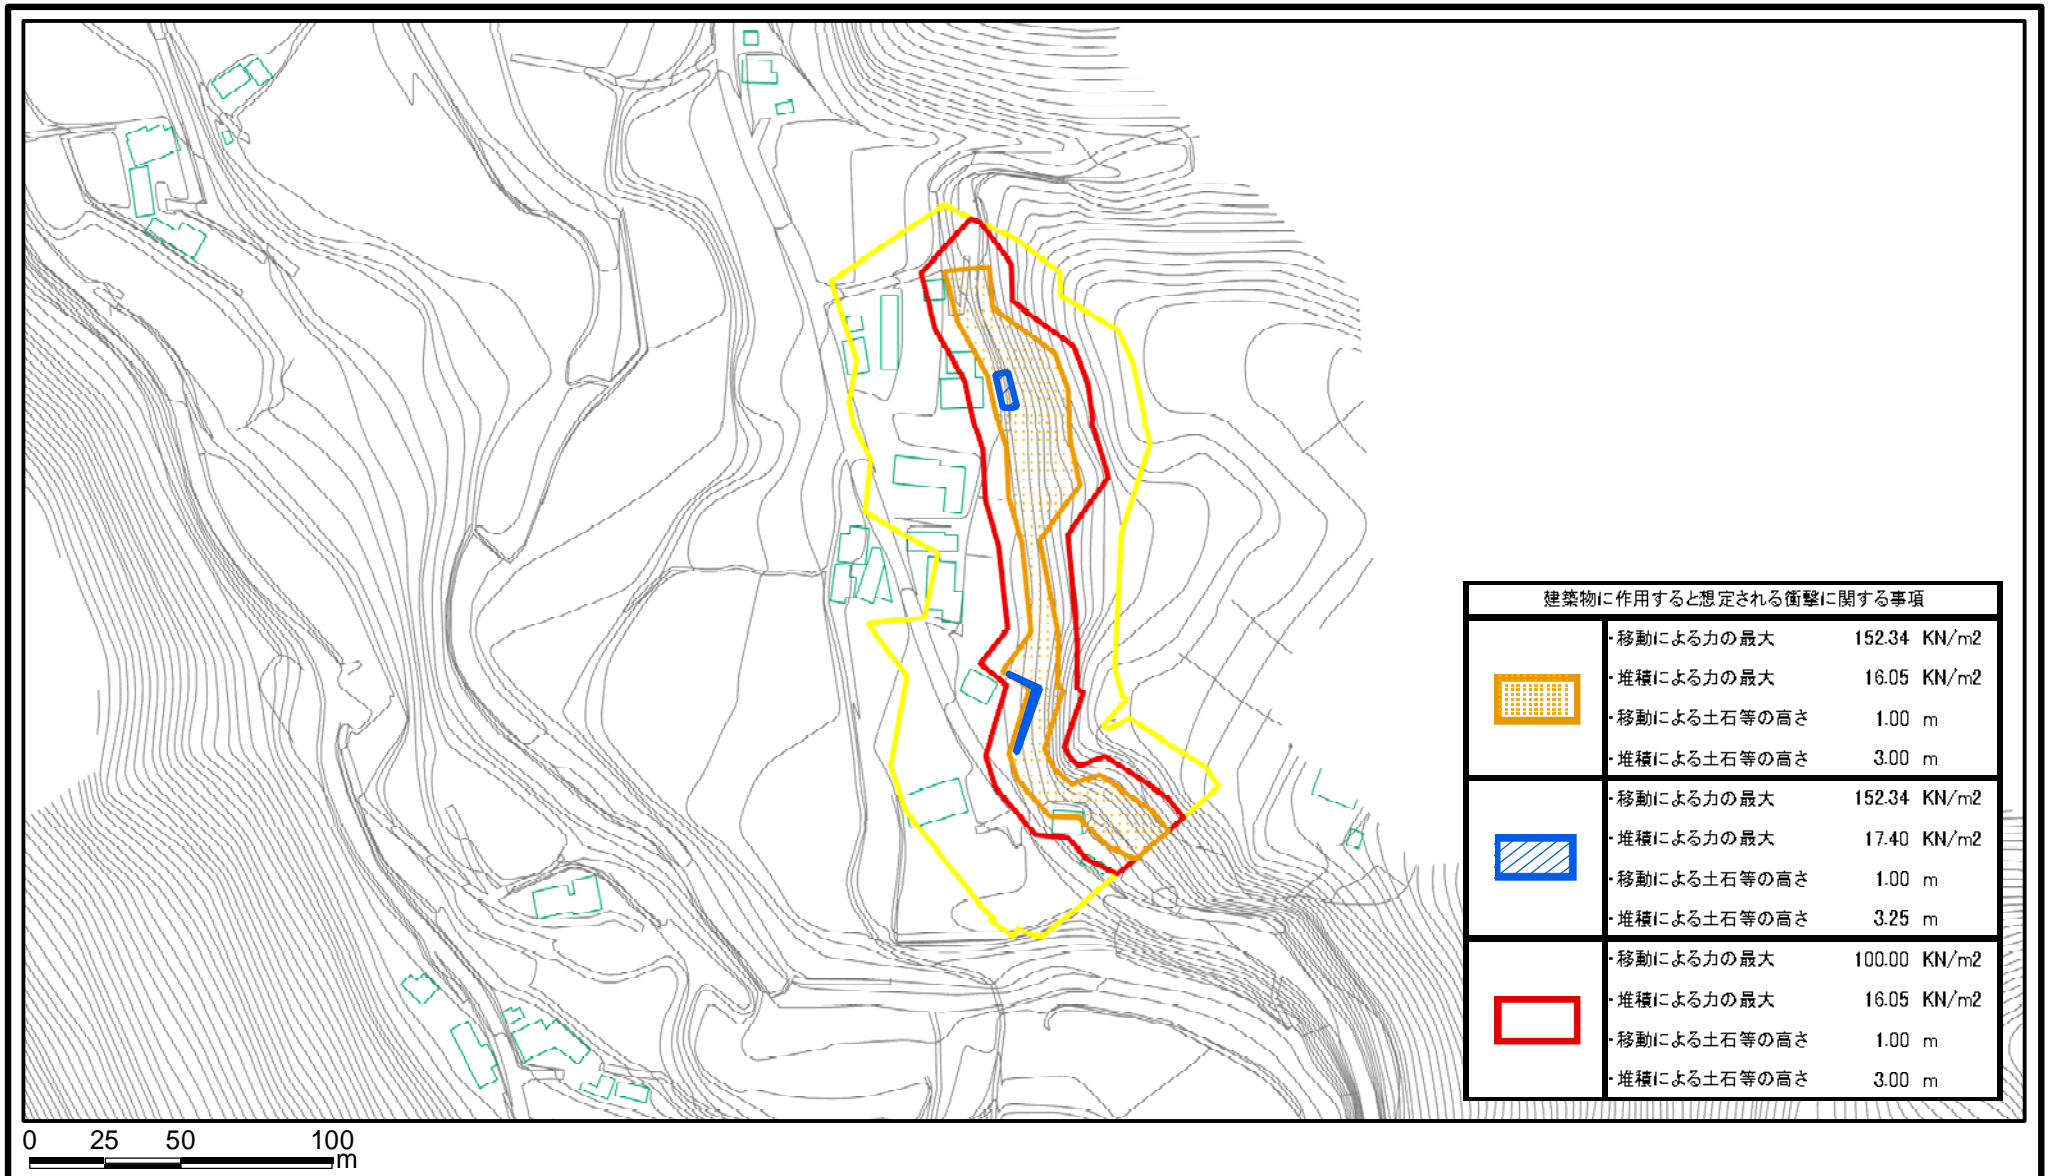 建築物に作用すると想定される衝撃に関する事項
・移動による力の最大 152.34 KN/m2
・堆積による力の最大 16.05 KN/m2
・移動による土石等の高さ 1.00 m
・堆積による土石等の高さ 3.00 m
・移動による力の最大 152.34 KN/m2
・堆積による力の最大 17.40 KN/m2
・移動による土石等の高さ 1.00 m
・堆積による土石等の高さ 3.25 m
・移動による力の最大 100.00 KN/m2
・堆積による力の最大 16.05 KN/m2
・移動による土石等の高さ 1.00 m
・堆積による土石等の高さ 3.00 m
0 25 50 100
m